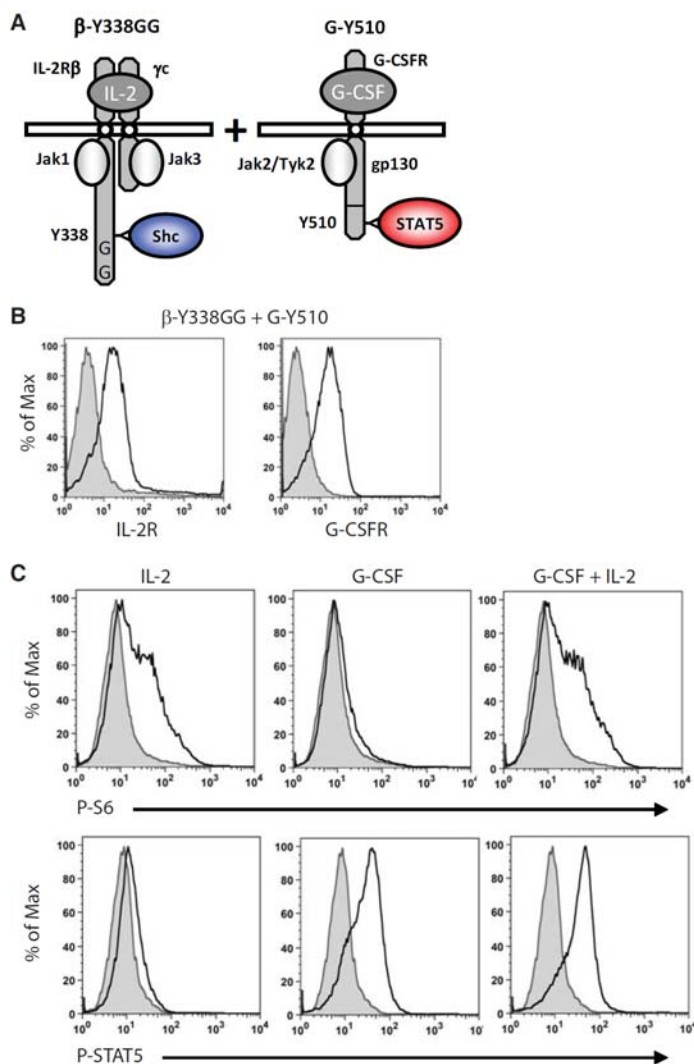 A
β-Y338GG
G-Y510
IL-2Rβ
γc
G-CSFR
IL-2
G-CSF
+
Jak1
Jak3
Jak2/Tyk2
gp130
Y338
Shc
Y510
STAT5
G
G
B
β-Y338GG + G-Y510
% of Max
100
80
60
40
20
0
10⁰ 10¹ 10² 10³ 10⁴
IL-2R
100
80
60
40
20
0
10⁰ 10¹ 10² 10³ 10⁴
G-CSFR
C
IL-2
G-CSF
G-CSF + IL-2
% of Max
100
80
60
40
20
0
10⁰ 10¹ 10² 10³ 10⁴
100
80
60
40
20
0
10⁰ 10¹ 10² 10³ 10⁴
100
80
60
40
20
0
10⁰ 10¹ 10² 10³ 10⁴
P-S6
% of Max
100
80
60
40
20
0
10⁰ 10¹ 10² 10³ 10⁴
100
80
60
40
20
0
10⁰ 10¹ 10² 10³ 10⁴
100
80
60
40
20
0
10⁰ 10¹ 10² 10³ 10⁴
P-STAT5